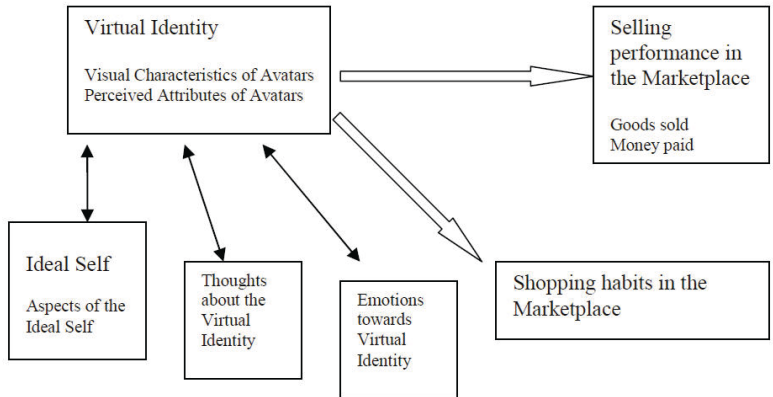 Virtual Identity
Visual Characteristics of Avatars
Perceived Attributes of Avatars
Selling
performance in
the Marketplace
Goods sold
Money paid
Ideal Self
Aspects of the
Ideal Self
Thoughts
about the
Virtual
Identity
Emotions
towards
Virtual
Identity
Shopping habits in the
Marketplace